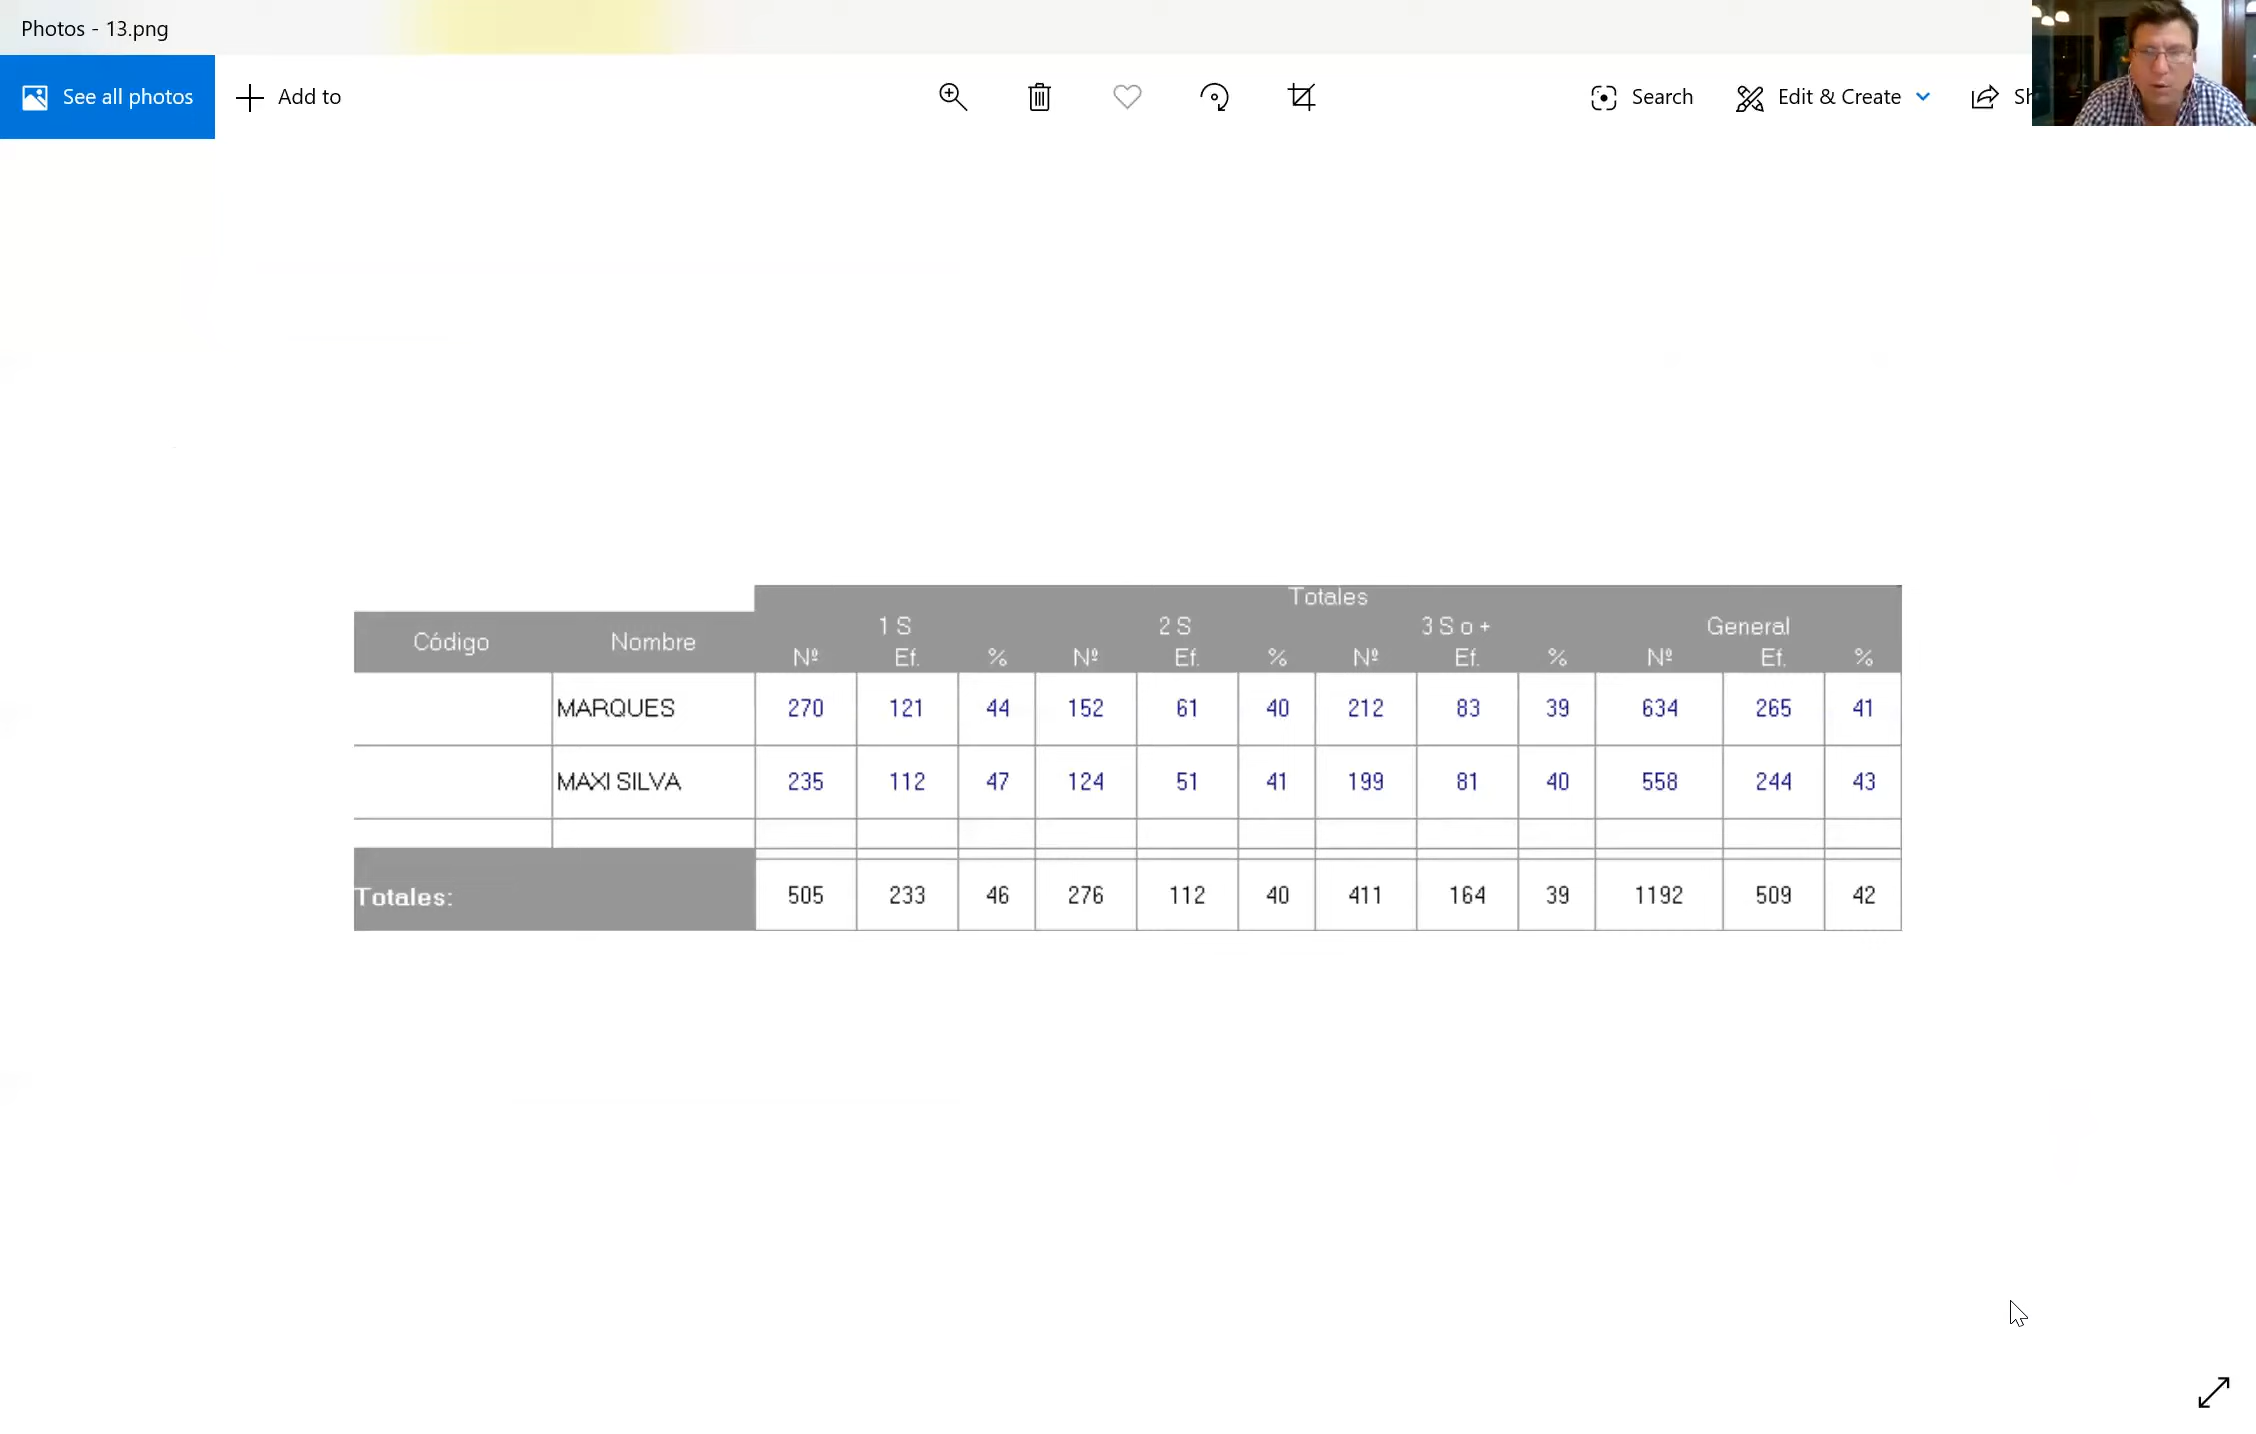 Photos - 13.png
See all photos Add to Search Edit & Create
Totales
1 S 2 S 3 S o + General
Código Nombre Nº Ef. % Nº Ef. % Nº Ef. % Nº Ef. %
MARQUES 270 121 44 152 61 40 212 83 39 634 265 41
MAXI SILVA 235 112 47 124 51 41 199 81 40 558 244 43
Totales: 505 233 46 276 112 40 411 164 39 1192 509 42